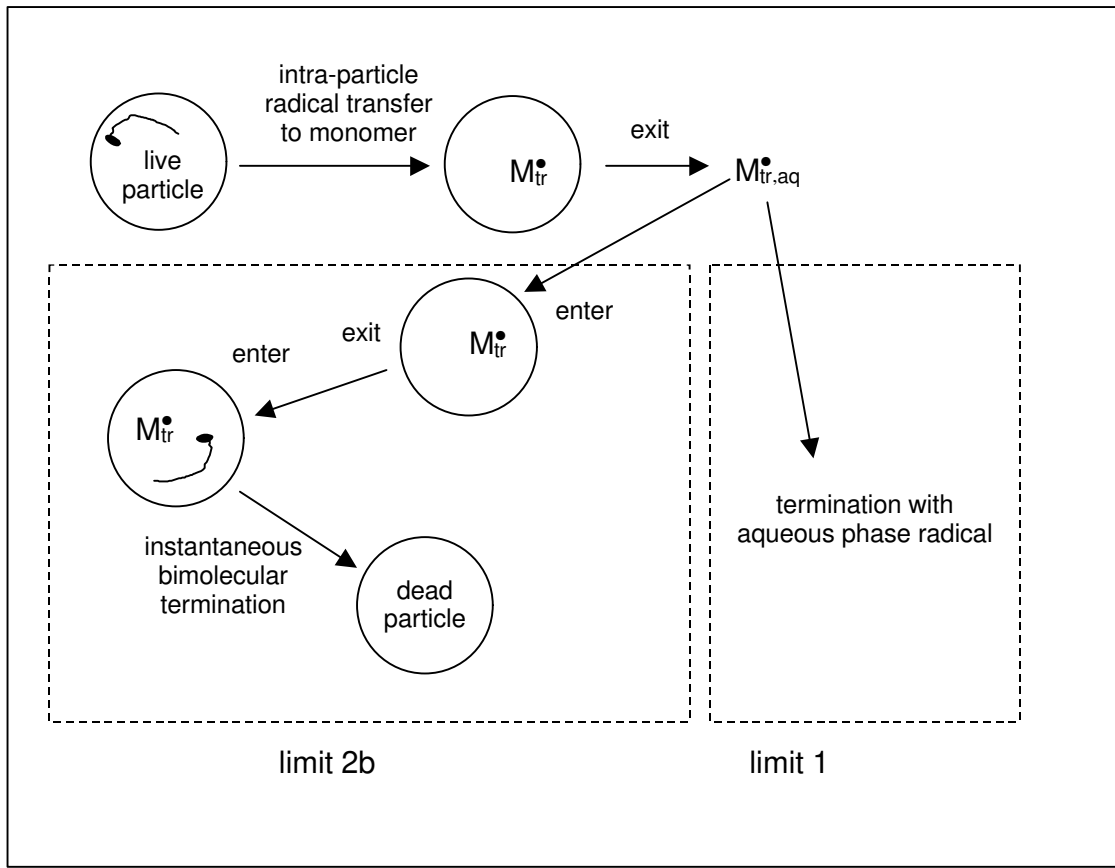 intra-particle
radical transfer
to monomer
exit
live
particle
M•tr
M•tr,aq
enter
exit
M•tr
enter
M•tr
termination with
aqueous phase radical
instantaneous
bimolecular
termination
dead
particle
limit 2b
limit 1